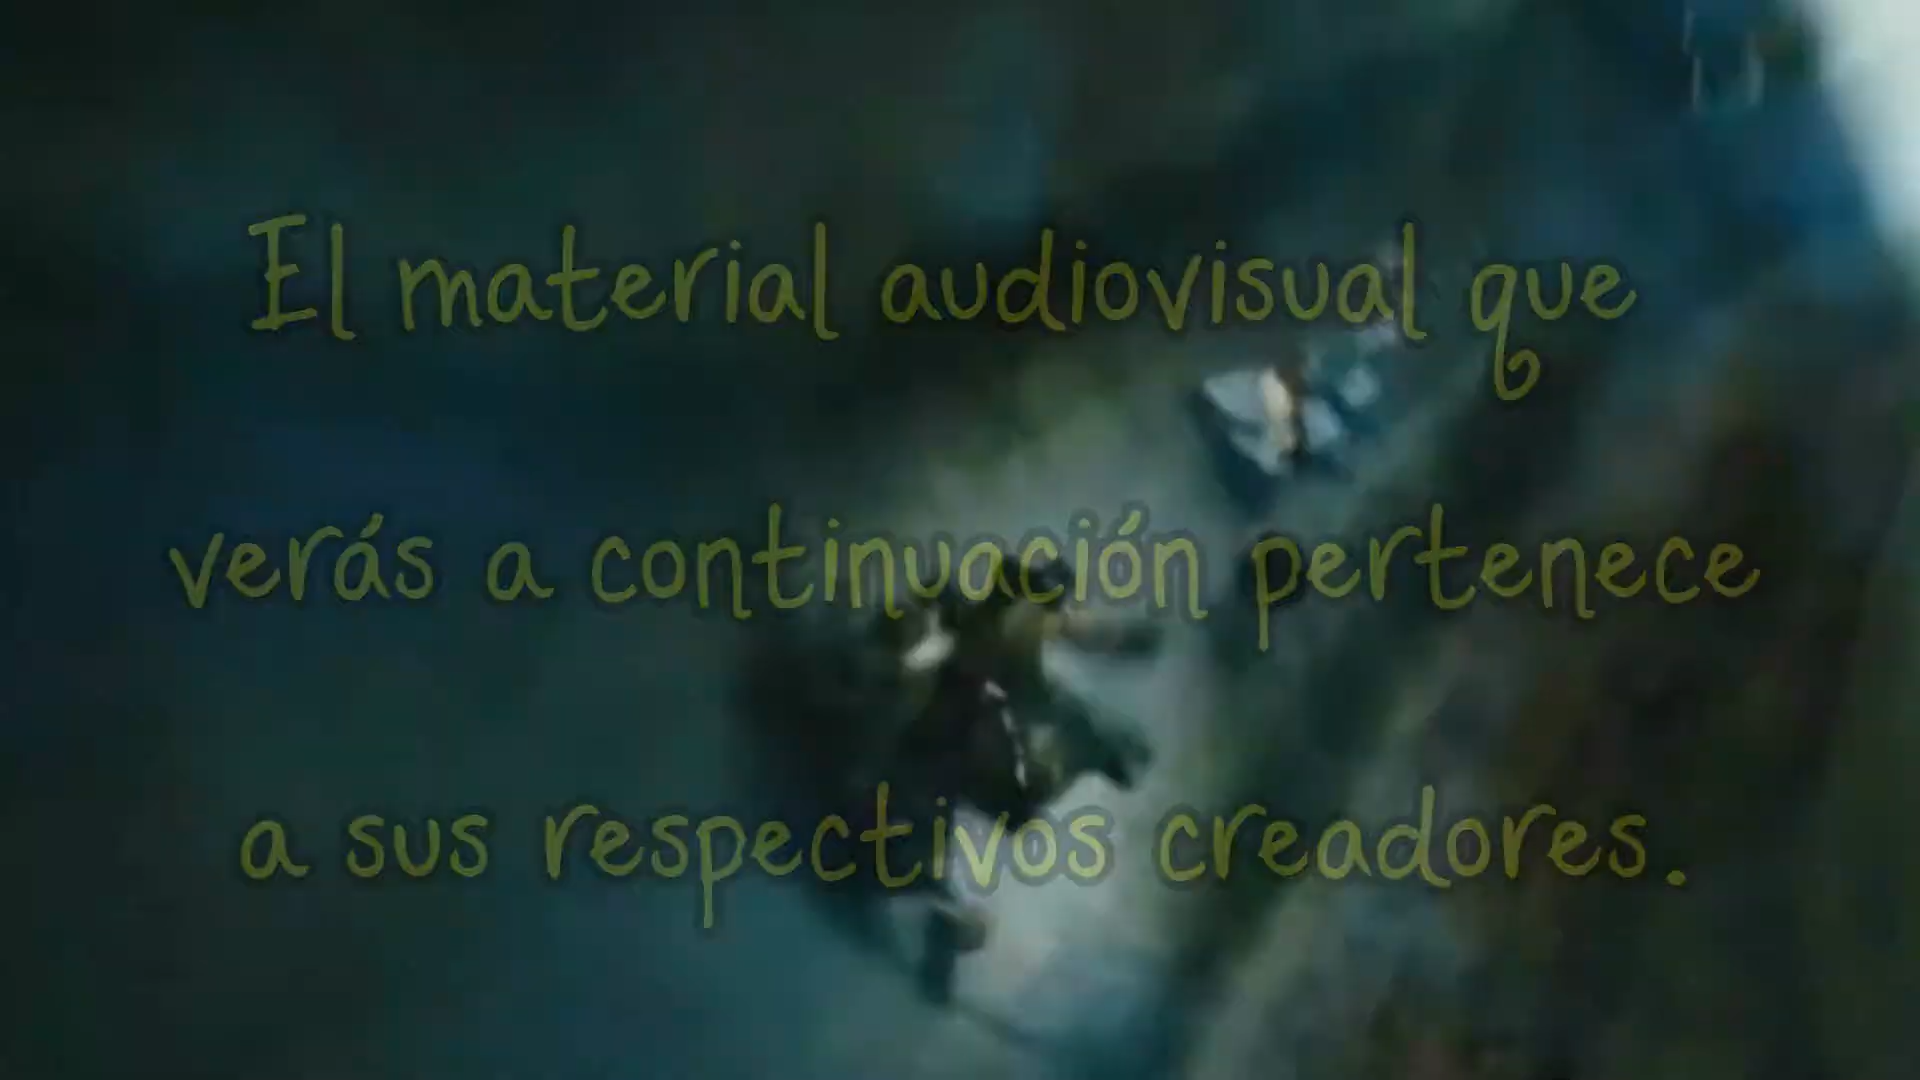 El material audiovisual que
verás a continuación pertenece
a sus respectivos creadores.